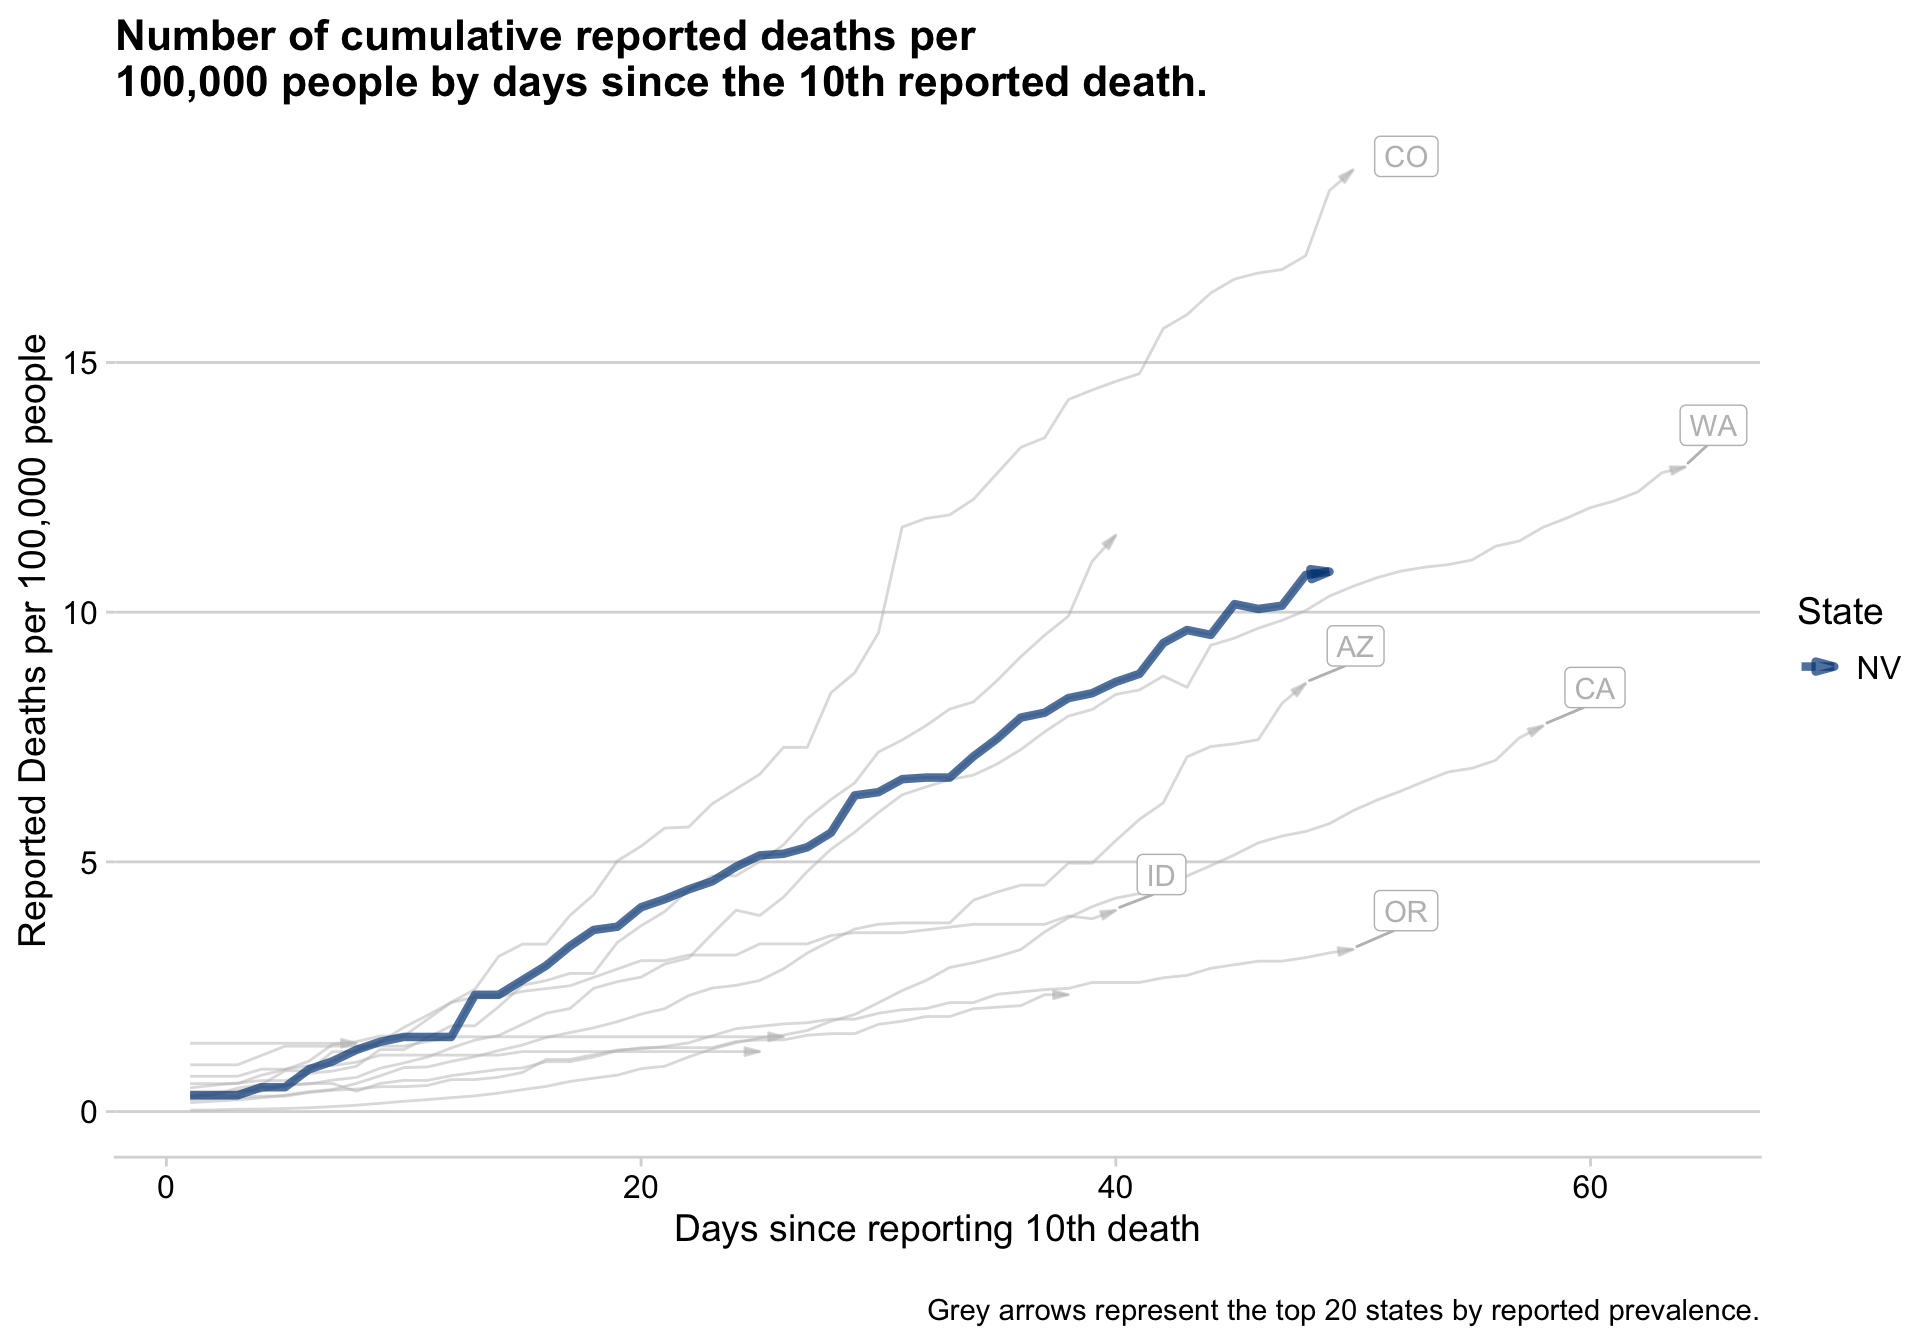 Number of cumulative reported deaths per
100,000 people by days since the 10th reported death.
CO
WA
AZ
CA
ID
OR
Reported Deaths per 100,000 people
15
10
5
0
0
20
40
60
Days since reporting 10th death
State
NV
Grey arrows represent the top 20 states by reported prevalence.